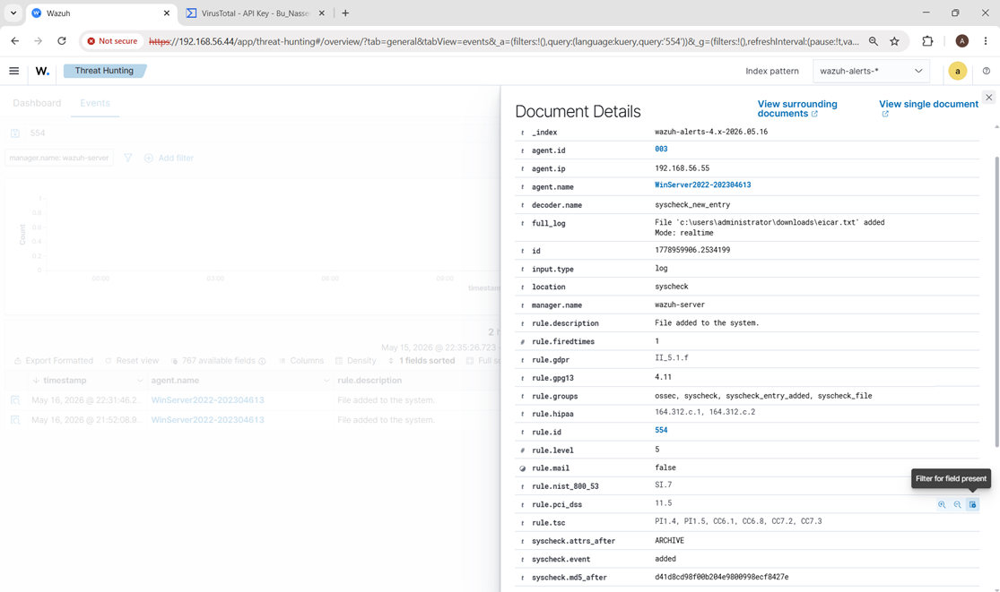 Wazuh
VirusTotal - API Key - Bu_Nasse
Not secure
https://192.168.56.44/app/threat-hunting#/overview/?tab=general&tabView=events&_a=(filters:!(),query:(language:kuery,query:'554'))&_g=(filters:!(),refreshInterval:(pause:!t,va...
A
W.
Threat Hunting
Index pattern
wazuh-alerts-*
a
Dashboard
Events
554
manager.name: wazuh-server
Add filter
Count
1
0.8
0.6
0.4
0.2
0
00:00
03:00
06:00
09:00
timestam
2 h
May 15, 2026 @ 22:35:26.723 -
Export Formatted
Reset view
767 available fields
Columns
Density
1 fields sorted
Full s
timestamp
agent.name
rule.description
May 16, 2026 @ 22:31:46.2...
WinServer2022-202304613
File added to the system.
May 16, 2026 @ 21:52:08.9...
WinServer2022-202304613
File added to the system.
Document Details
View surrounding
documents
View single document
t _index wazuh-alerts-4.x-2026.05.16
t agent.id 003
t agent.ip 192.168.56.55
t agent.name WinServer2022-202304613
t decoder.name syscheck_new_entry
t full_log File 'c:\users\administrator\downloads\eicar.txt' added
Mode: realtime
t id 1778959906.2534199
t input.type log
t location syscheck
t manager.name wazuh-server
t rule.description File added to the system.
# rule.firedtimes 1
t rule.gdpr II_5.1.f
t rule.gpg13 4.11
t rule.groups ossec, syscheck, syscheck_entry_added, syscheck_file
t rule.hipaa 164.312.c.1, 164.312.c.2
t rule.id 554
# rule.level 5
rule.mail false
t rule.nist_800_53 SI.7
Filter for field present
t rule.pci_dss 11.5
t rule.tsc PI1.4, PI1.5, CC6.1, CC6.8, CC7.2, CC7.3
t syscheck.attrs_after ARCHIVE
t syscheck.event added
t syscheck.md5_after d41d8cd98f00b204e9800998ecf8427e